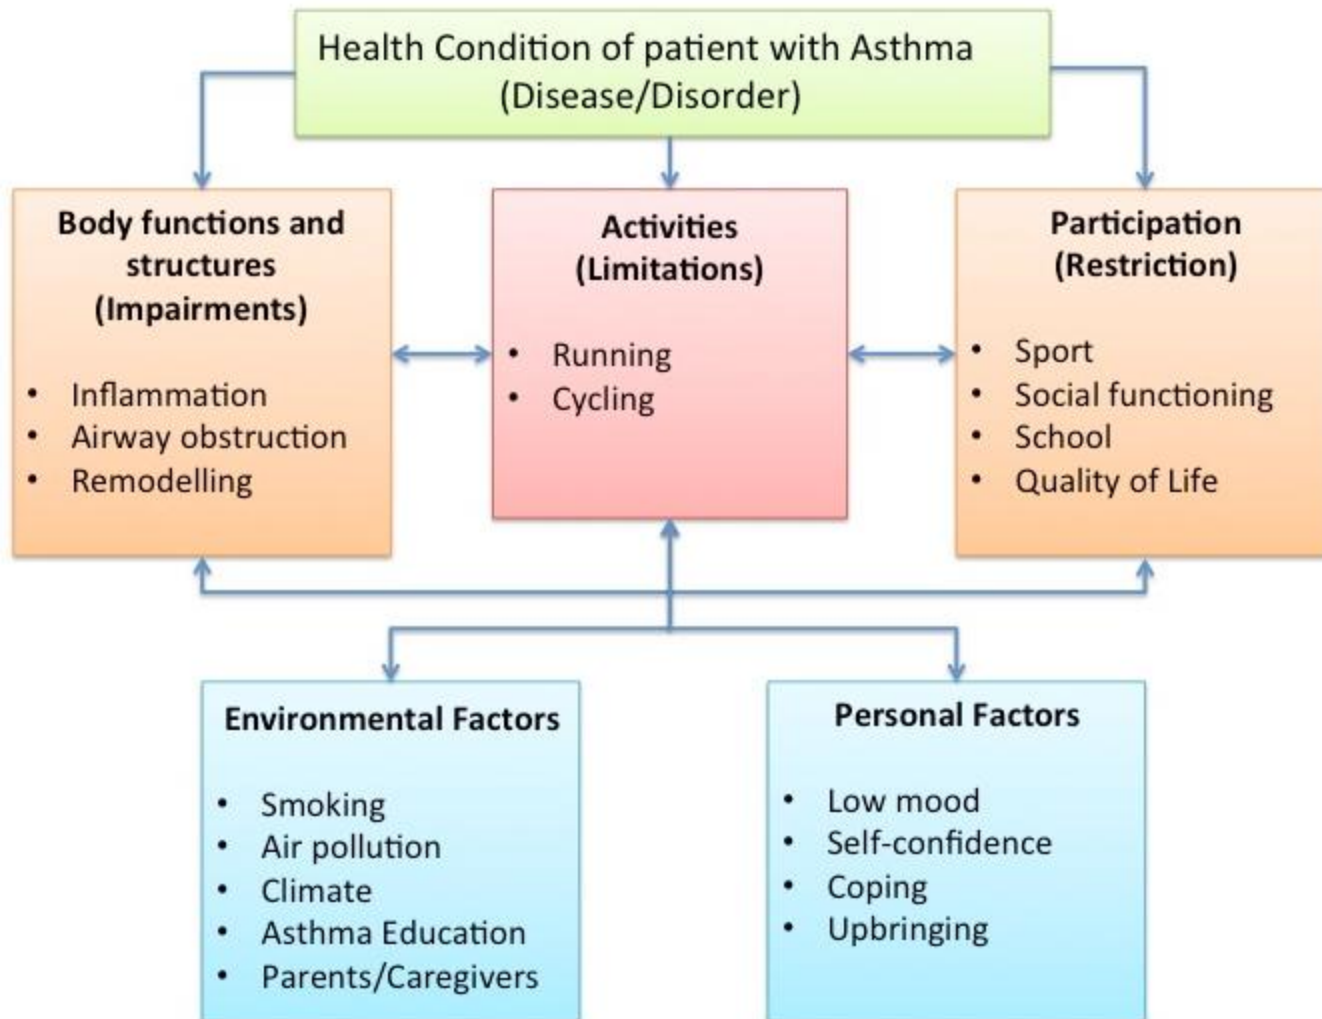 Health Condition of patient with Asthma
(Disease/Disorder)
Body functions and
structures
(Impairments)
• Inflammation
• Airway obstruction
• Remodelling
Activities
(Limitations)
• Running
• Cycling
Participation
(Restriction)
• Sport
• Social functioning
• School
• Quality of Life
Environmental Factors
• Smoking
• Air pollution
• Climate
• Asthma Education
• Parents/Caregivers
Personal Factors
• Low mood
• Self-confidence
• Coping
• Upbringing